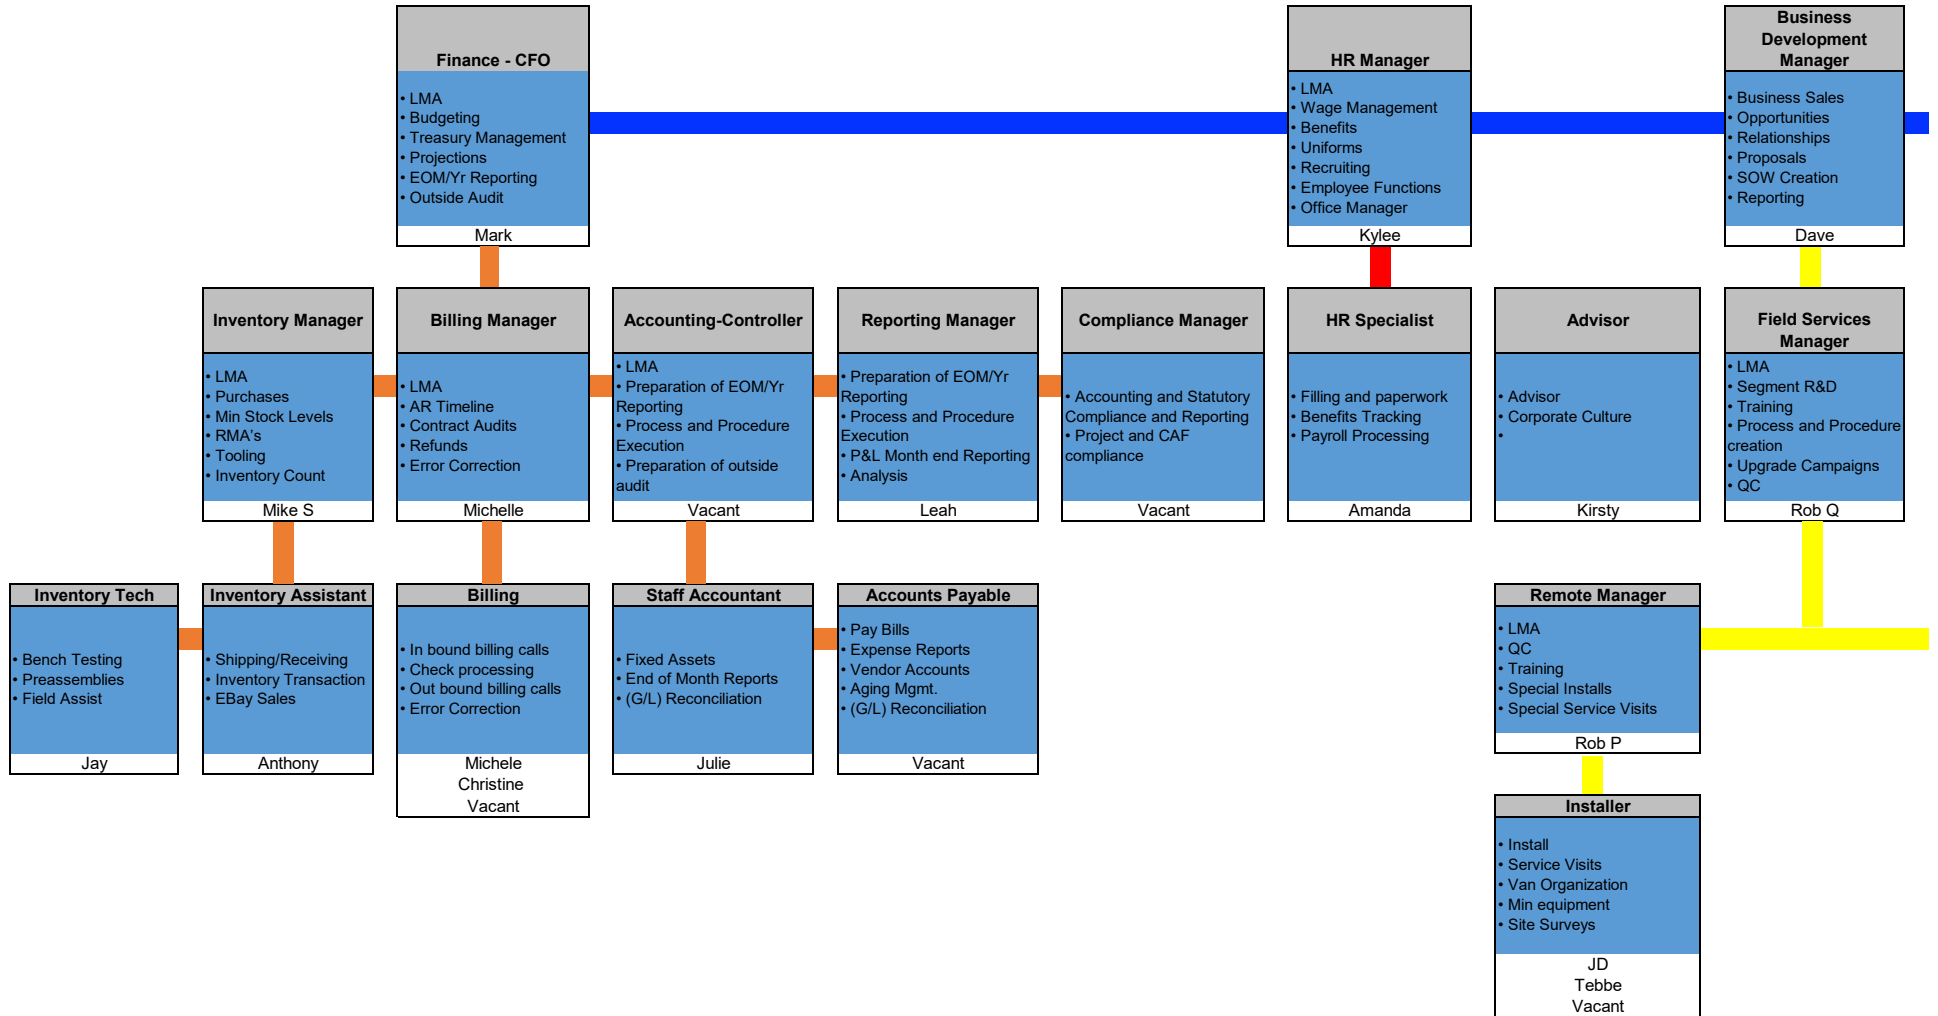 Finance - CFO
• LMA
• Budgeting
• Treasury Management
• Projections
• EOM/Yr Reporting
• Outside Audit
Mark
HR Manager
• LMA
• Wage Management
• Benefits
• Uniforms
• Recruiting
• Employee Functions
• Office Manager
Kylee
Business
Development
Manager
• Business Sales
• Opportunities
• Relationships
• Proposals
• SOW Creation
• Reporting
Dave
Inventory Manager
• LMA
• Purchases
• Min Stock Levels
• RMA's
• Tooling
• Inventory Count
Mike S
Billing Manager
• LMA
• AR Timeline
• Contract Audits
• Refunds
• Error Correction
Michelle
Accounting-Controller
• LMA
• Preparation of EOM/Yr
Reporting
• Process and Procedure
Execution
• Preparation of outside
audit
Vacant
Reporting Manager
• Preparation of EOM/Yr
Reporting
• Process and Procedure
Execution
• P&L Month end Reporting
• Analysis
Leah
Compliance Manager
• Accounting and Statutory
Compliance and Reporting
• Project and CAF
compliance
Vacant
HR Specialist
• Filling and paperwork
• Benefits Tracking
• Payroll Processing
Amanda
Advisor
• Advisor
• Corporate Culture
•
Kirsty
Field Services
Manager
• LMA
• Segment R&D
• Training
• Process and Procedure
creation
• Upgrade Campaigns
• QC
Rob Q
Inventory Tech
• Bench Testing
• Preassemblies
• Field Assist
Jay
Inventory Assistant
• Shipping/Receiving
• Inventory Transaction
• EBay Sales
Anthony
Billing
• In bound billing calls
• Check processing
• Out bound billing calls
• Error Correction
Michele
Christine
Vacant
Staff Accountant
• Fixed Assets
• End of Month Reports
• (G/L) Reconciliation
Julie
Accounts Payable
• Pay Bills
• Expense Reports
• Vendor Accounts
• Aging Mgmt.
• (G/L) Reconciliation
Vacant
Remote Manager
• LMA
• QC
• Training
• Special Installs
• Special Service Visits
Rob P
Installer
• Install
• Service Visits
• Van Organization
• Min equipment
• Site Surveys
JD
Tebbe
Vacant